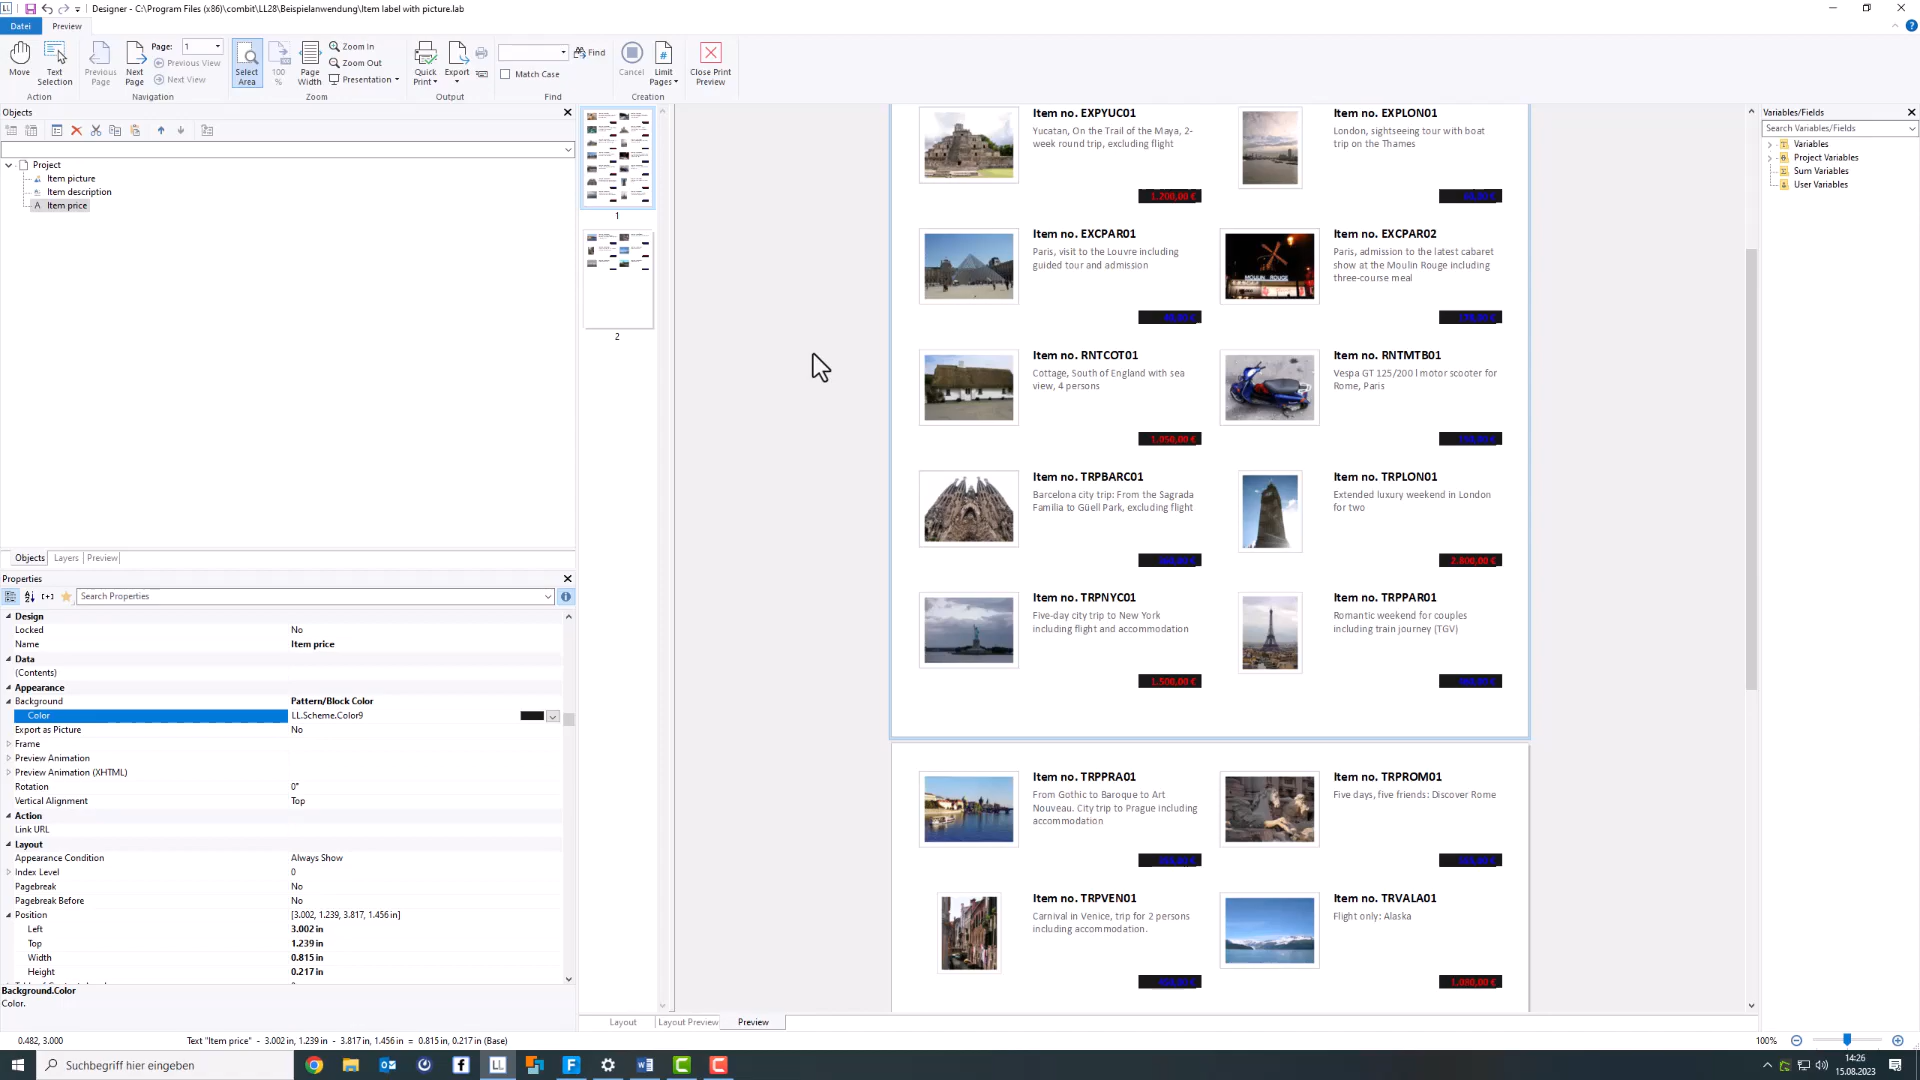 Designer - C:\Program Files (x86)\combit\LL28\Beispielanwendung\Item label with picture.lab
Datei
Preview
Move
Text Selection
Action
Previous Page
Next Page
Page: 1
Previous View
Next View
Navigation
Select Area
100 %
Page Width
Zoom In
Zoom Out
Presentation
Zoom
Quick Print
Export
Output
Find
Match Case
Find
Cancel
Limit Pages
Creation
Close Print Preview
Objects
Project
Item picture
Item description
Item price
Objects
Layers
Preview
Properties
Search Properties
Design
Locked No
Name Item price
Data
(Contents)
Appearance
Background Pattern/Block Color
Color LL.Scheme.Color9
Export as Picture No
Frame
Preview Animation
Preview Animation (XHTML)
Rotation 0°
Vertical Alignment Top
Action
Link URL
Layout
Appearance Condition Always Show
Index Level 0
Pagebreak No
Pagebreak Before No
Position [3.002, 1.239, 3.817, 1.456 in]
Left 3.002 in
Top 1.239 in
Width 0.815 in
Height 0.217 in
Background.Color
Color.
1
2
Item no. EXPYUC01
Yucatan, On the Trail of the Maya, 2-
week round trip, excluding flight
1.200,00 €
Item no. EXPLON01
London, sightseeing tour with boat
trip on the Thames
Item no. EXCPAR01
Paris, visit to the Louvre including
guided tour and admission
Item no. EXCPAR02
Paris, admission to the latest cabaret
show at the Moulin Rouge including
three-course meal
Item no. RNTCOT01
Cottage, South of England with sea
view, 4 persons
1.050,00 €
Item no. RNTMTB01
Vespa GT 125/200 l motor scooter for
Rome, Paris
Item no. TRPBARC01
Barcelona city trip: From the Sagrada
Familia to Güell Park, excluding flight
Item no. TRPLON01
Extended luxury weekend in London
for two
2.800,00 €
Item no. TRPNYC01
Five-day city trip to New York
including flight and accommodation
1.500,00 €
Item no. TRPPAR01
Romantic weekend for couples
including train journey (TGV)
Item no. TRPPRA01
From Gothic to Baroque to Art
Nouveau. City trip to Prague including
accommodation
Item no. TRPROM01
Five days, five friends: Discover Rome
Item no. TRPVEN01
Carnival in Venice, trip for 2 persons
including accommodation.
Item no. TRVALA01
Flight only: Alaska
Layout
Layout Preview
Preview
Variables/Fields
Search Variables/Fields
Variables
Project Variables
Sum Variables
User Variables
0.482, 3.000
Text "Item price" - 3.002 in, 1.239 in - 3.817 in, 1.456 in = 0.815 in, 0.217 in (Base)
100%
Suchbegriff hier eingeben
14:26
15.08.2023